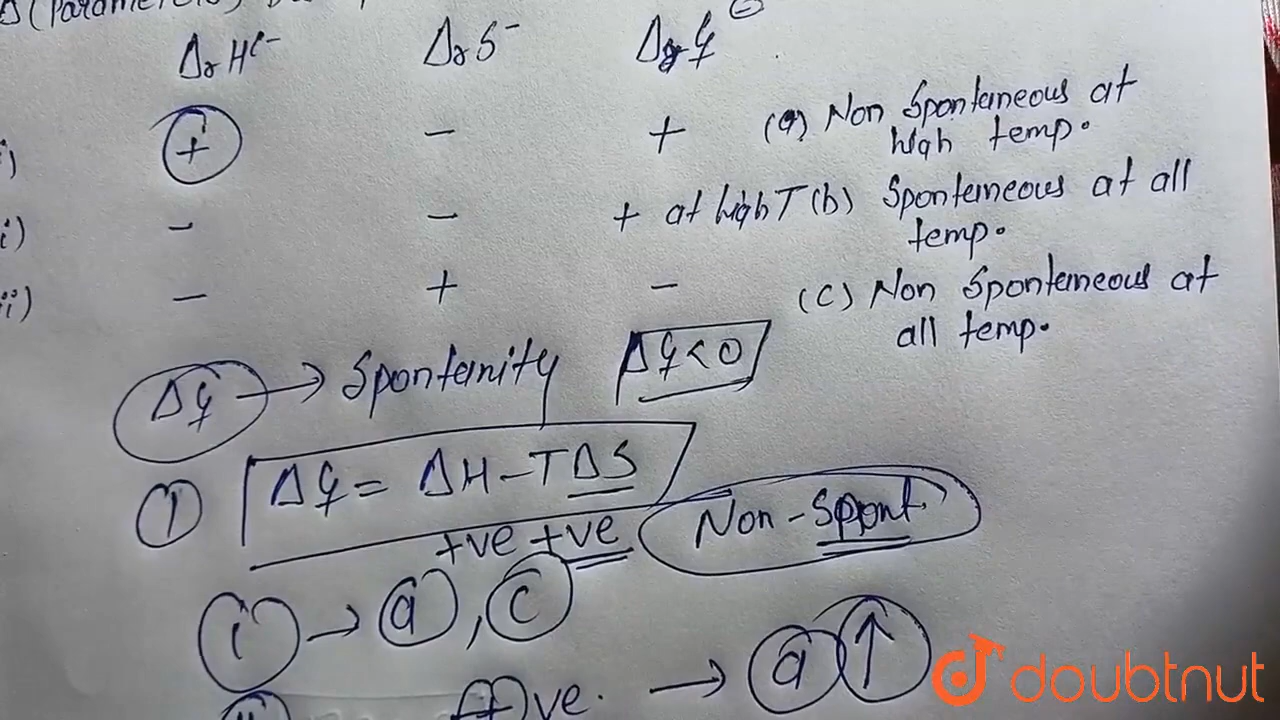 Δ(Parameters)
ΔrH⊖ ΔrS⁻ ΔrG⊖
i) + − + (a) Non Spontaneous at
high temp.
i) − − + at high T (b) Spontaneous at all
temp.
ii) − + − (c) Non Spontaneous at
all temp.
ΔG → Spontanity ΔG<0
① ΔG = ΔH-TΔS
+ve +ve Non-Spont.
i → a, c
+ve. → a ↑
doubtnut